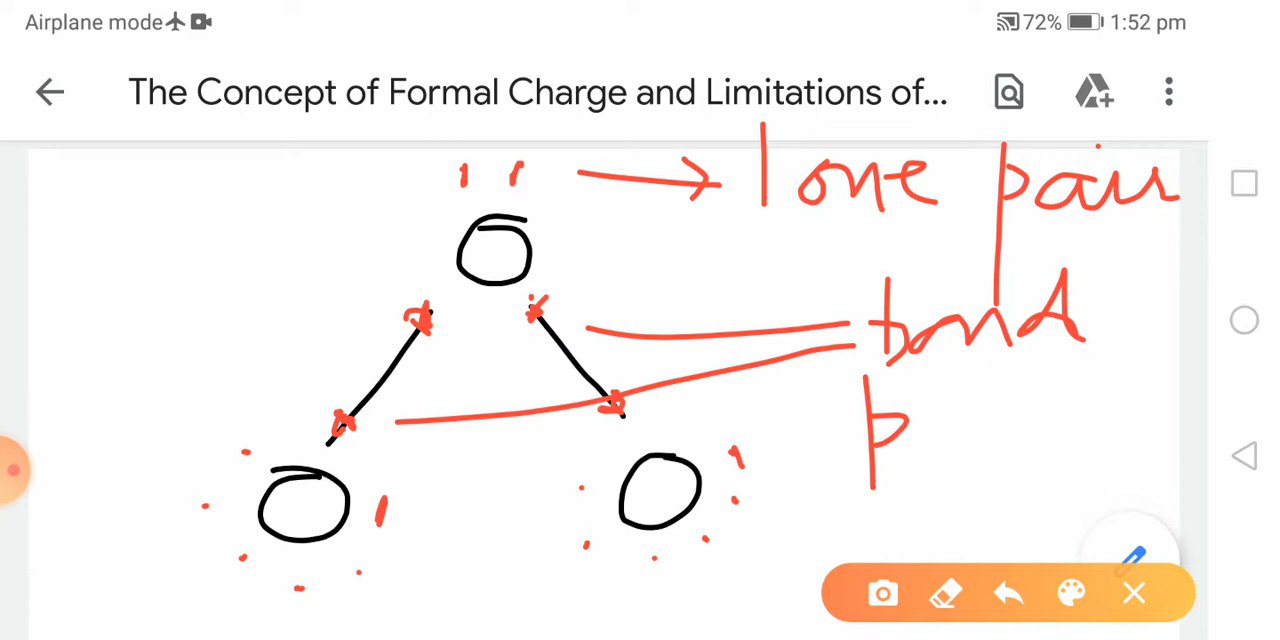 Airplane mode 72% 1:52 pm
The Concept of Formal Charge and Limitations of...
lone pair
bond
p